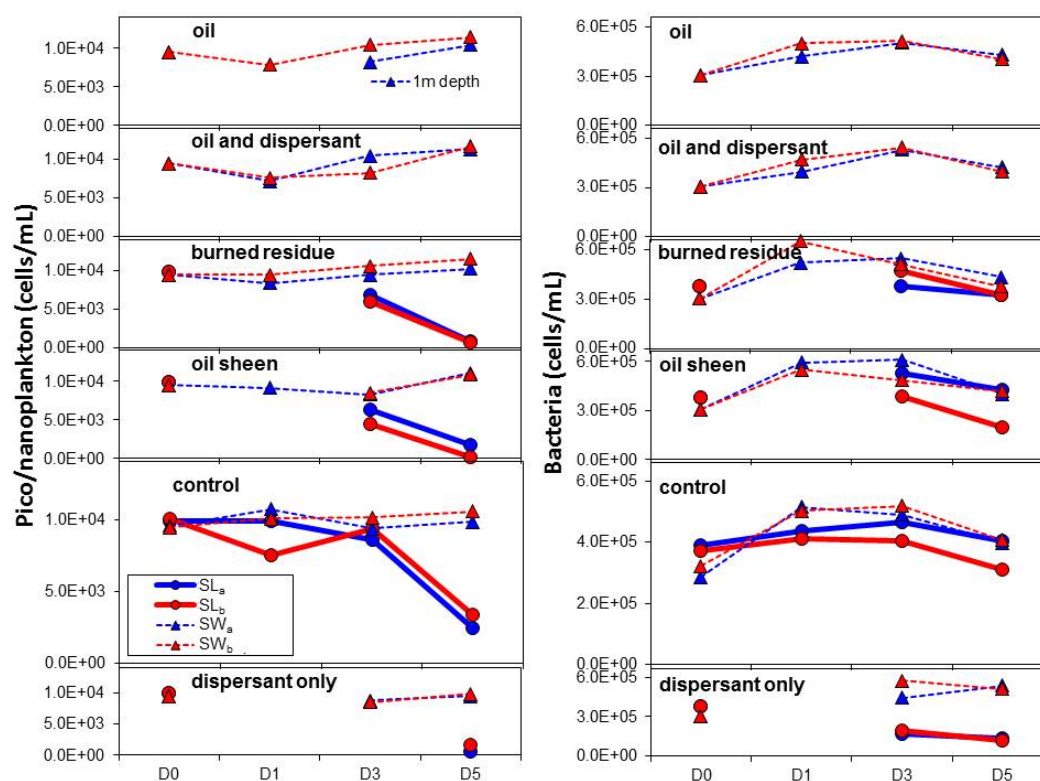 Pico/nanoplankton (cells/mL)
oil
1.0E+04
5.0E+03
0.0E+00
1m depth
oil and dispersant
1.0E+04
5.0E+03
0.0E+00
burned residue
1.0E+04
5.0E+03
0.0E+00
oil sheen
1.0E+04
5.0E+03
0.0E+00
control
1.0E+04
5.0E+03
0.0E+00
SLa
SLb
SWa
SWb
dispersant only
1.0E+04
5.0E+03
0.0E+00
D0 D1 D3 D5
Bacteria (cells/mL)
6.0E+05
oil
3.0E+05
0.0E+00
6.0E+05
oil and dispersant
3.0E+05
0.0E+00
6.0E+05
burned residue
3.0E+05
0.0E+00
6.0E+05
oil sheen
3.0E+05
0.0E+00
6.0E+05
control
4.0E+05
2.0E+05
0.0E+00
6.0E+05
dispersant only
3.0E+05
0.0E+00
D0 D1 D3 D5